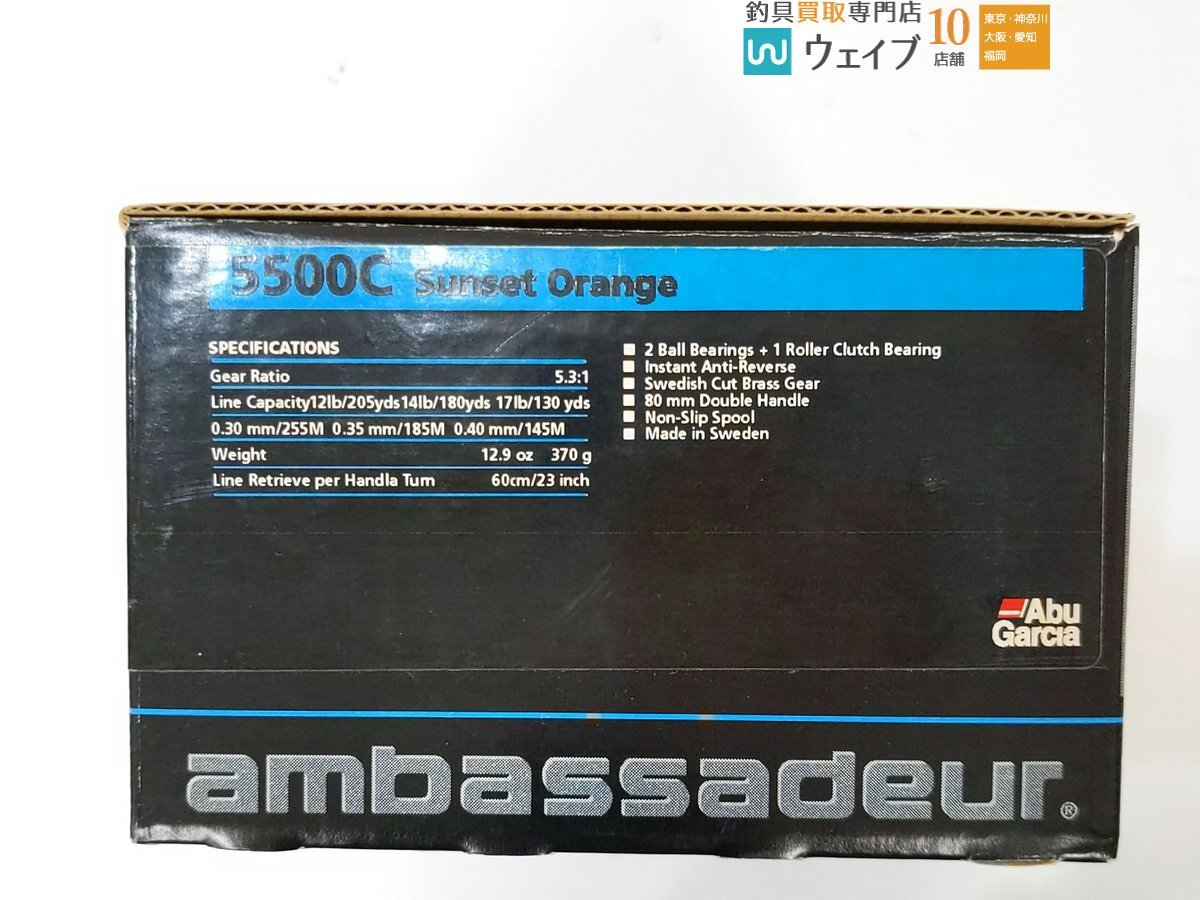 釣具買取専門店
ウェイブ
10
店舗
東京・神奈川
大阪・愛知
福岡
5500C Sunset Orange
SPECIFICATIONS
Gear Ratio 5.3:1
Line Capacity12lb/205yds14lb/180yds 17lb/130 yds
0.30 mm/255M 0.35 mm/185M 0.40 mm/145M
Weight 12.9 oz 370 g
Line Retrieve per Handla Turn 60cm/23 inch
■ 2 Ball Bearings + 1 Roller Clutch Bearing
■ Instant Anti-Reverse
■ Swedish Cut Brass Gear
■ 80 mm Double Handle
■ Non-Slip Spool
■ Made in Sweden
Abu
Garcia
ambassadeur®